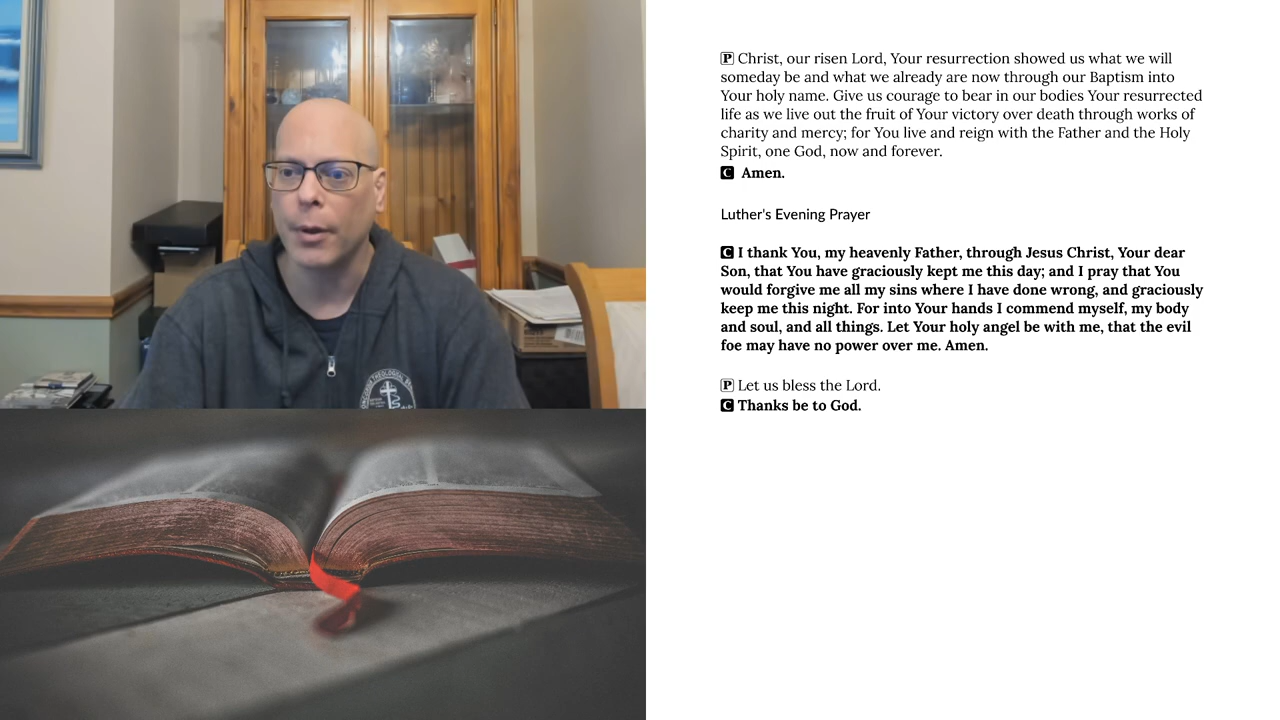 P Christ, our risen Lord, Your resurrection showed us what we will
someday be and what we already are now through our Baptism into
Your holy name. Give us courage to bear in our bodies Your resurrected
life as we live out the fruit of Your victory over death through works of
charity and mercy; for You live and reign with the Father and the Holy
Spirit, one God, now and forever.
C Amen.
Luther's Evening Prayer
C I thank You, my heavenly Father, through Jesus Christ, Your dear
Son, that You have graciously kept me this day; and I pray that You
would forgive me all my sins where I have done wrong, and graciously
keep me this night. For into Your hands I commend myself, my body
and soul, and all things. Let Your holy angel be with me, that the evil
foe may have no power over me. Amen.
P Let us bless the Lord.
C Thanks be to God.
THEOLOGICAL